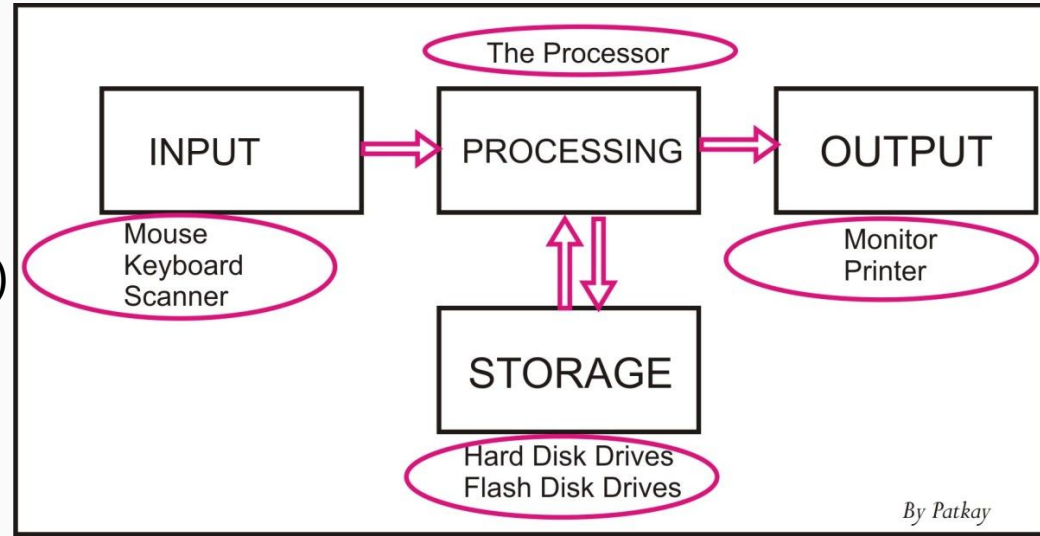 The Processor
INPUT
PROCESSING
OUTPUT
Mouse
Keyboard
Scanner
Monitor
Printer
STORAGE
Hard Disk Drives
Flash Disk Drives
By Patkay
)